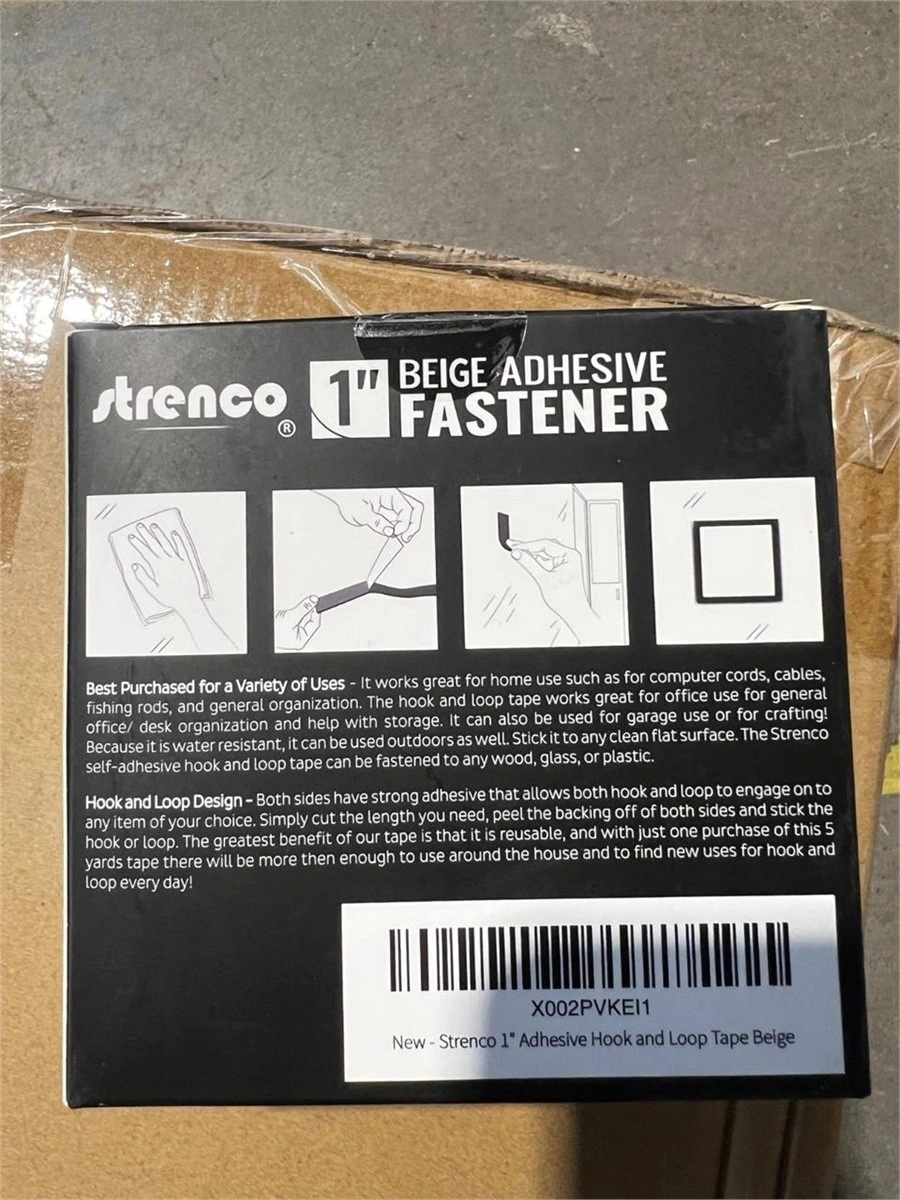 strenco
®
1"
BEIGE ADHESIVE
FASTENER
Best Purchased for a Variety of Uses - It works great for home use such as for computer cords, cables,
fishing rods, and general organization. The hook and loop tape works great for office use for general
office/ desk organization and help with storage. It can also be used for garage use or for crafting!
Because it is water resistant, it can be used outdoors as well. Stick it to any clean flat surface. The Strenco
self-adhesive hook and loop tape can be fastened to any wood, glass, or plastic.
Hook and Loop Design – Both sides have strong adhesive that allows both hook and loop to engage on to
any item of your choice. Simply cut the length you need, peel the backing off of both sides and stick the
hook or loop. The greatest benefit of our tape is that it is reusable, and with just one purchase of this 5
yards tape there will be more then enough to use around the house and to find new uses for hook and
loop every day!
X002PVKEI1
New - Strenco 1" Adhesive Hook and Loop Tape Beige